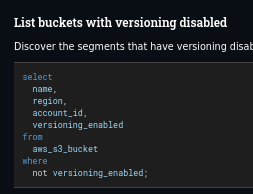 List buckets with versioning disabled
Discover the segments that have versioning
select
name,
region,
account_id,
versioning_enabled
from
aws_s3_bucket
where
not versioning_enabled;